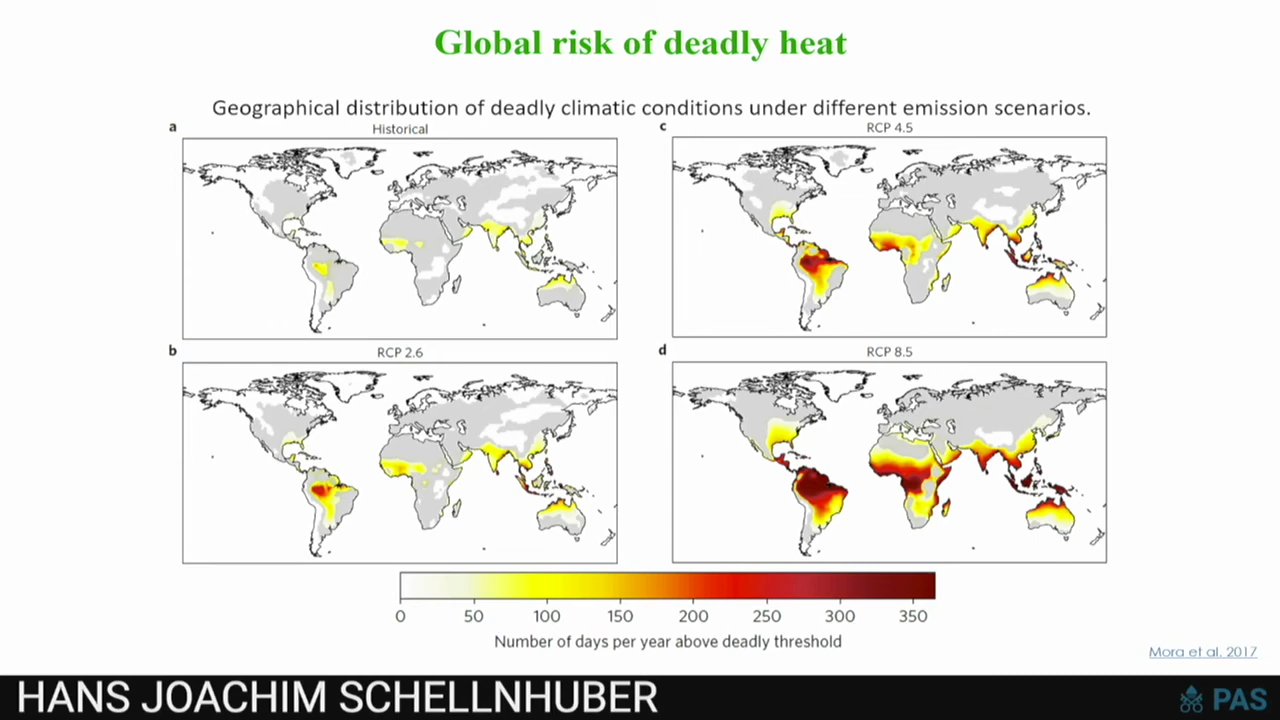 Global risk of deadly heat
Geographical distribution of deadly climatic conditions under different emission scenarios.
a
Historical
c
RCP 4.5
b
RCP 2.6
d
RCP 8.5
0 50 100 150 200 250 300 350
Number of days per year above deadly threshold
Mora et al. 2017
HANS JOACHIM SCHELLNHUBER
PAS